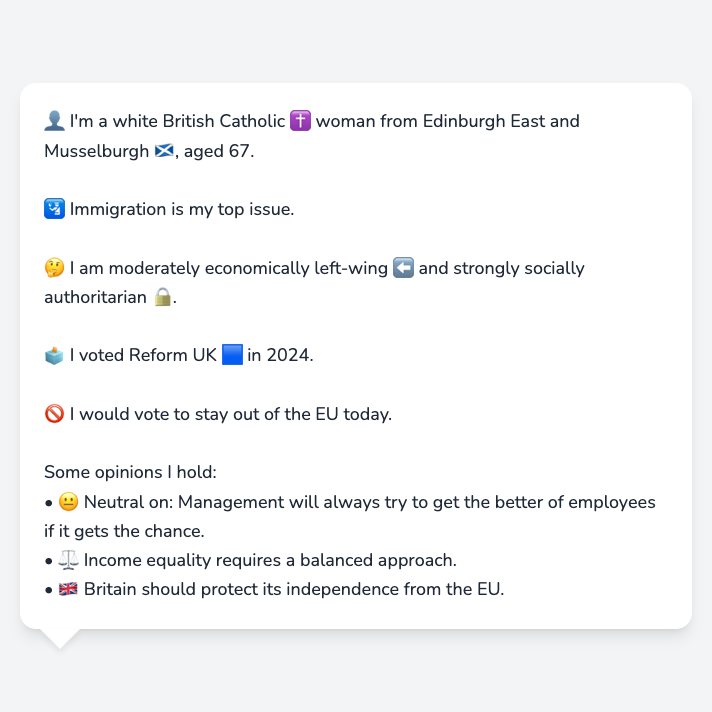 👤 I'm a white British Catholic ✝️ woman from Edinburgh East and
Musselburgh 🏴󠁧󠁢󠁳󠁣󠁴󠁿, aged 67.
🛂 Immigration is my top issue.
🤔 I am moderately economically left-wing ⬅️ and strongly socially
authoritarian 🔒.
🗳️ I voted Reform UK 🟦 in 2024.
🚫 I would vote to stay out of the EU today.
Some opinions I hold:
• 😐 Neutral on: Management will always try to get the better of employees
if it gets the chance.
• ⚖️ Income equality requires a balanced approach.
• 🇬🇧 Britain should protect its independence from the EU.